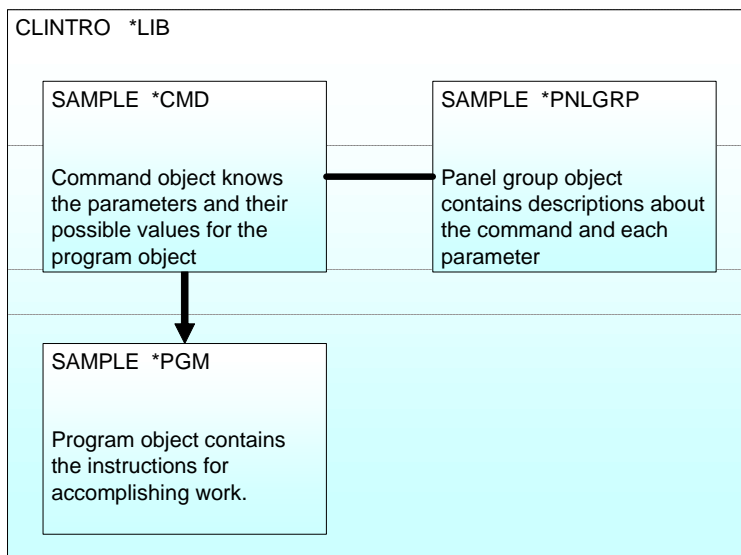 CLINTRO *LIB
SAMPLE *CMD
Command object knows
the parameters and their
possible values for the
program object
SAMPLE *PNLGRP
Panel group object
contains descriptions about
the command and each
parameter
SAMPLE *PGM
Program object contains
the instructions for
accomplishing work.